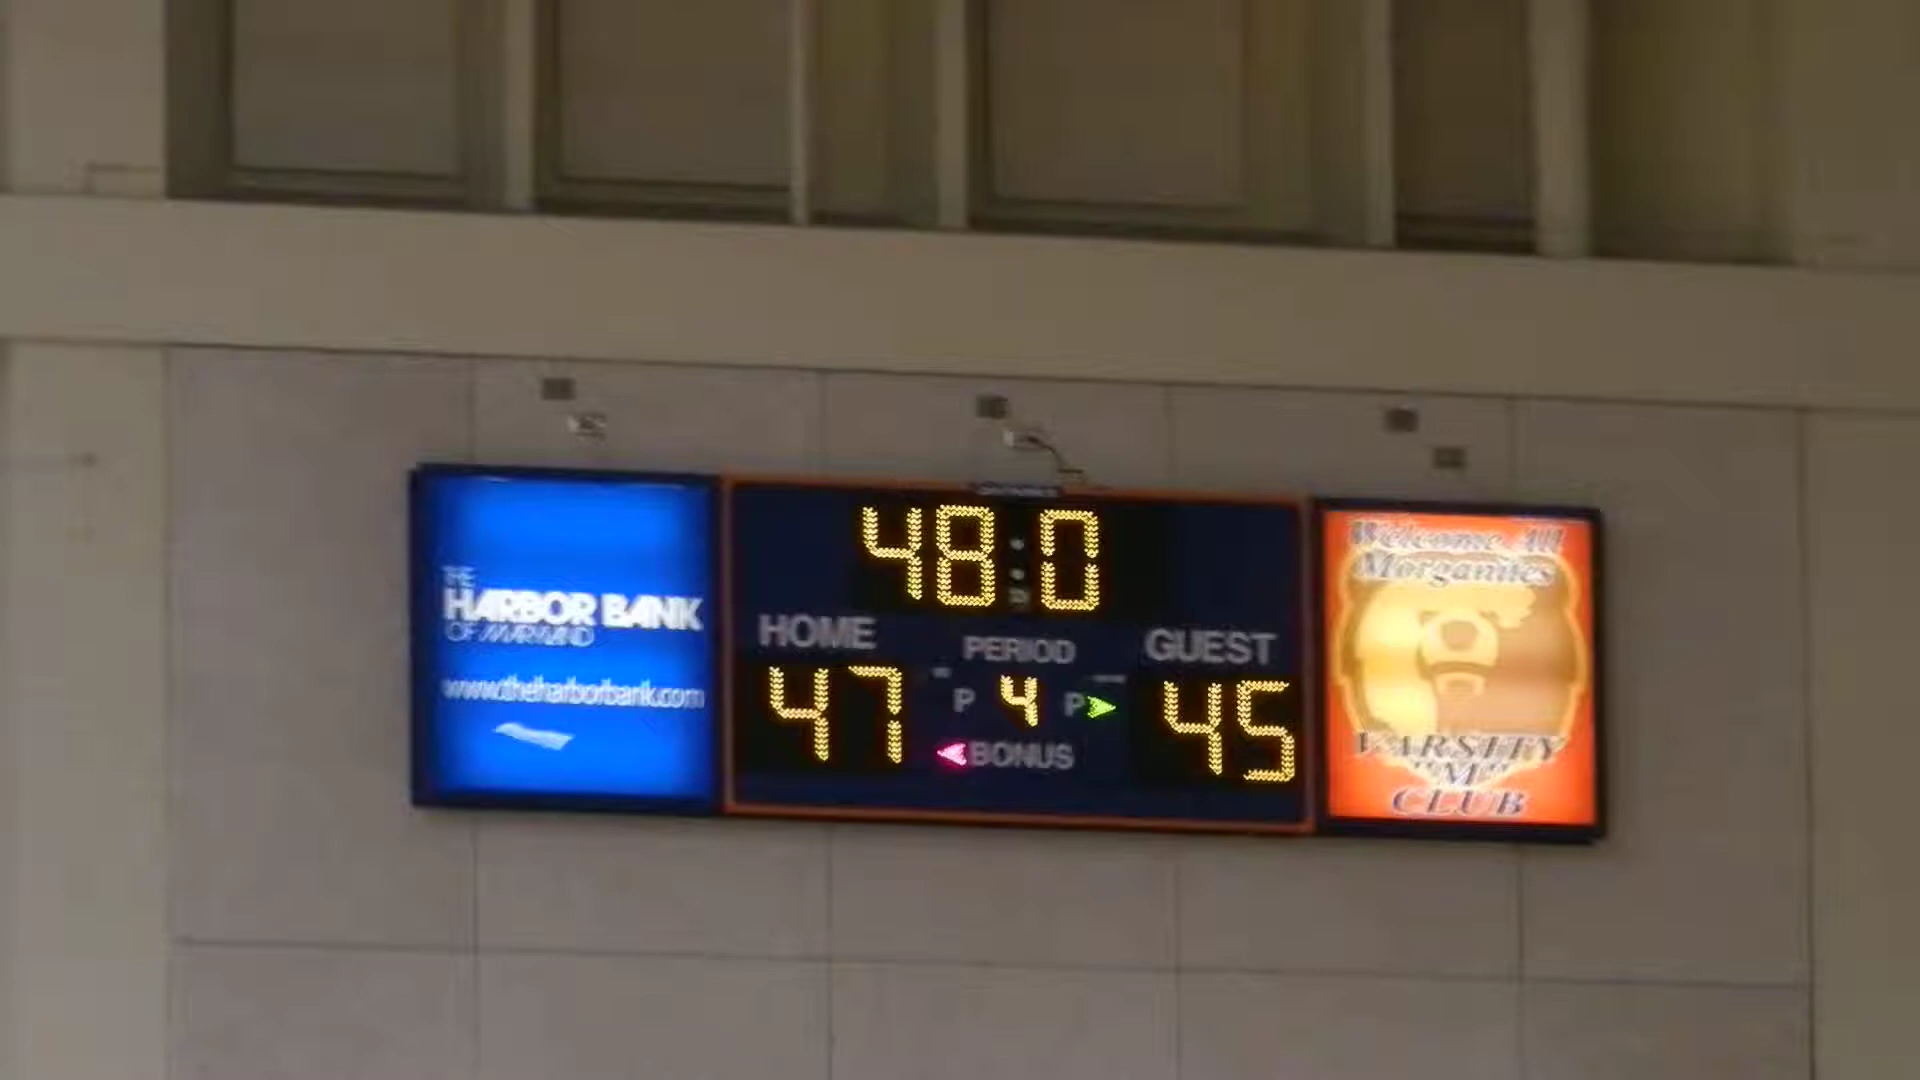 THE
HARBOR BANK
OF MARYLAND
www.theharborbank.com
48:0
HOME
PERIOD
GUEST
47
P 4 P
45
BONUS
Welcome All
Morganites
VARSITY
"M"
CLUB